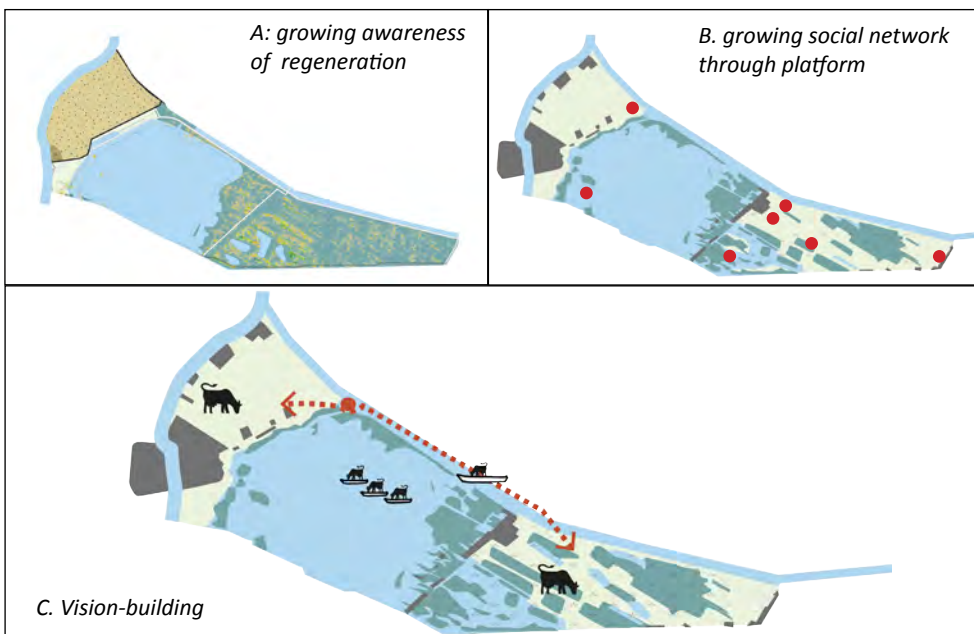 A: growing awareness
of regeneration
B. growing social network
through platform
C. Vision-building